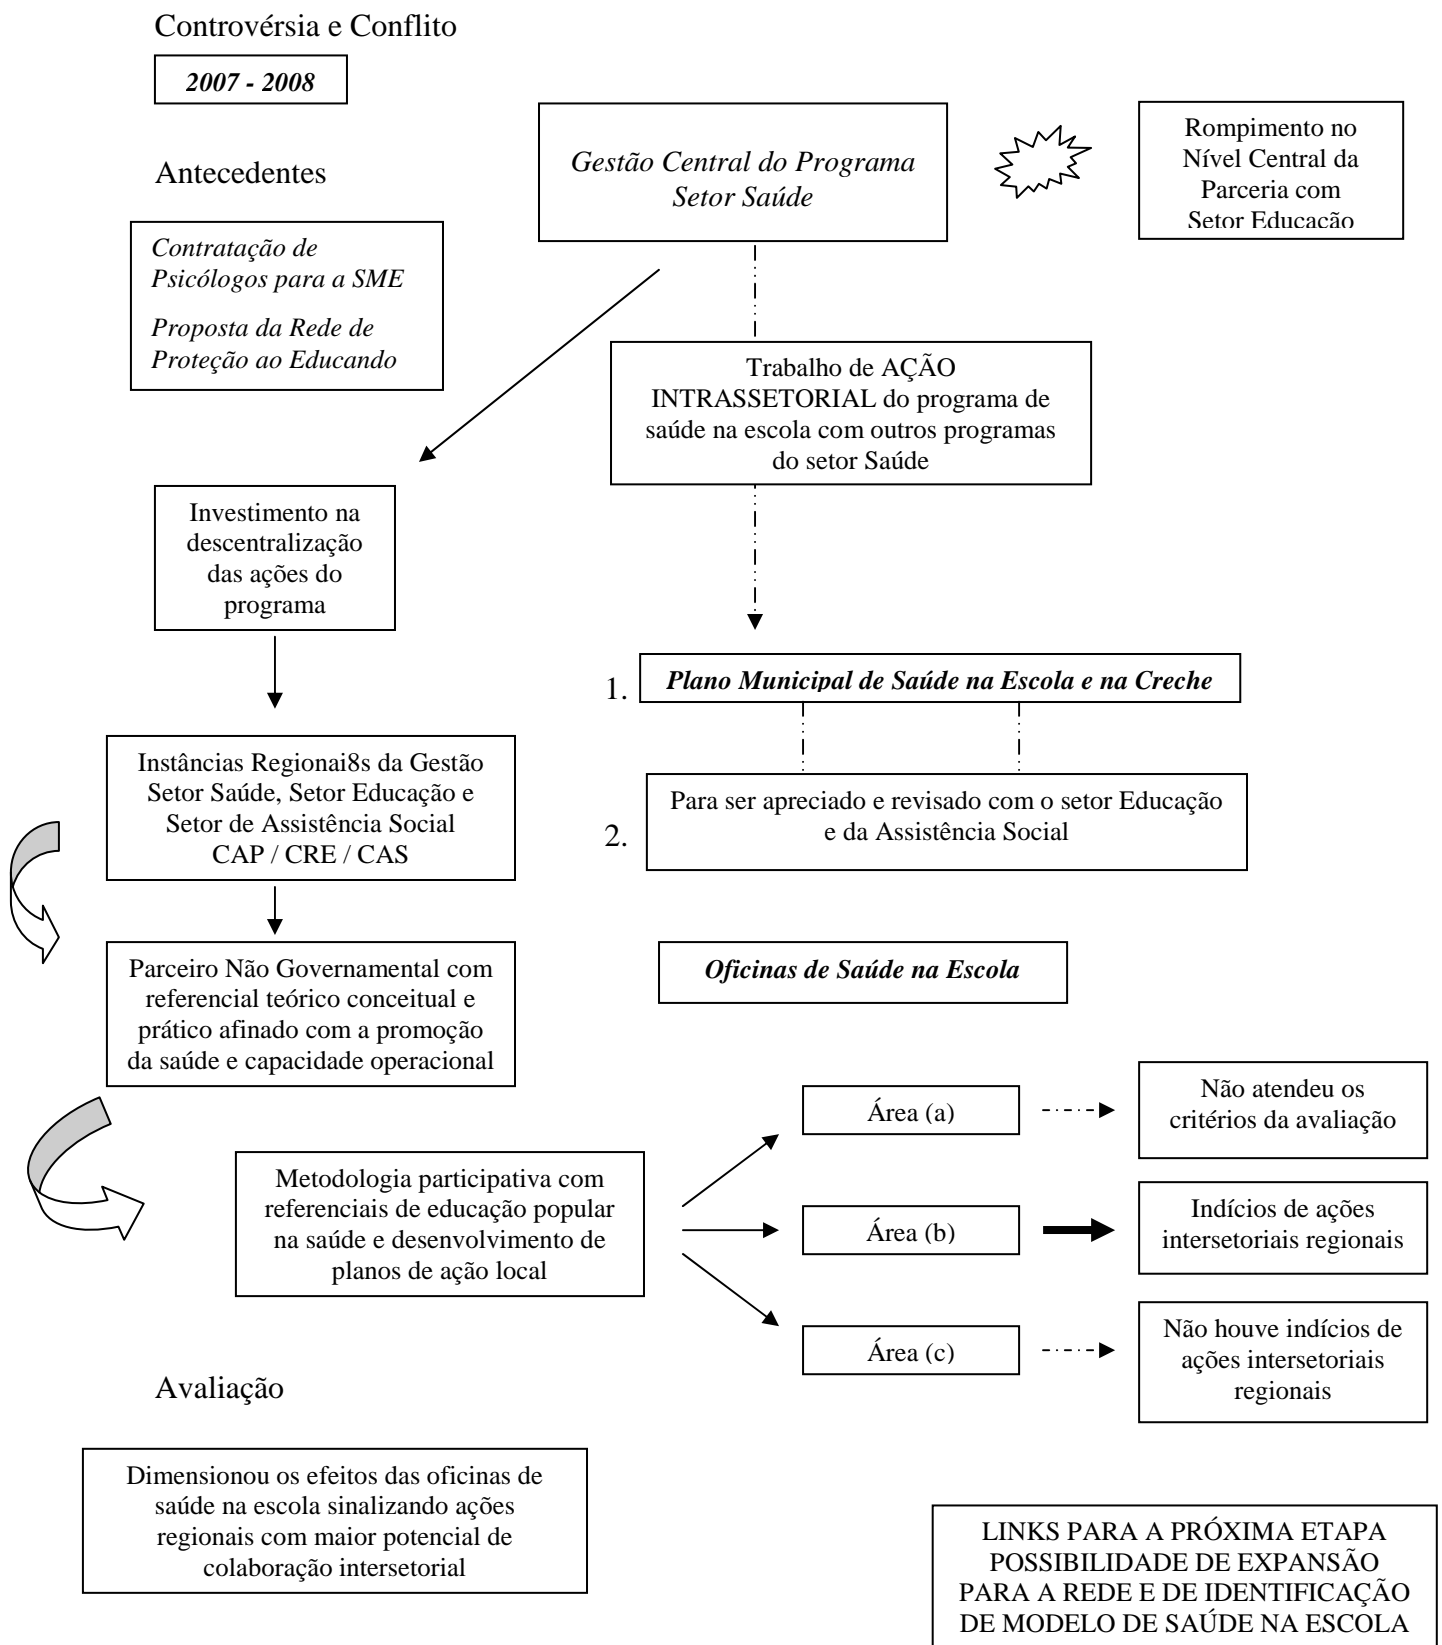 Controvérsia e Conflito
2007 - 2008
Antecedentes
Contratação de
Psicólogos para a SME
Proposta da Rede de
Proteção ao Educando
Gestão Central do Programa
Setor Saúde
Rompimento no
Nível Central da
Parceria com
Setor Educação
Trabalho de AÇÃO
INTRASSETORIAL do programa de
saúde na escola com outros programas
do setor Saúde
Investimento na
descentralização
das ações do
programa
1. Plano Municipal de Saúde na Escola e na Creche
Instâncias Regionai8s da Gestão
Setor Saúde, Setor Educação e
Setor de Assistência Social
CAP / CRE / CAS
2. Para ser apreciado e revisado com o setor Educação
e da Assistência Social
Parceiro Não Governamental com
referencial teórico conceitual e
prático afinado com a promoção
da saúde e capacidade operacional
Oficinas de Saúde na Escola
Metodologia participativa com
referenciais de educação popular
na saúde e desenvolvimento de
planos de ação local
Área (a)
Não atendeu os
critérios da avaliação
Área (b)
Indícios de ações
intersetoriais regionais
Área (c)
Não houve indícios de
ações intersetoriais
regionais
Avaliação
Dimensionou os efeitos das oficinas de
saúde na escola sinalizando ações
regionais com maior potencial de
colaboração intersetorial
LINKS PARA A PRÓXIMA ETAPA
POSSIBILIDADE DE EXPANSÃO
PARA A REDE E DE IDENTIFICAÇÃO
DE MODELO DE SAÚDE NA ESCOLA